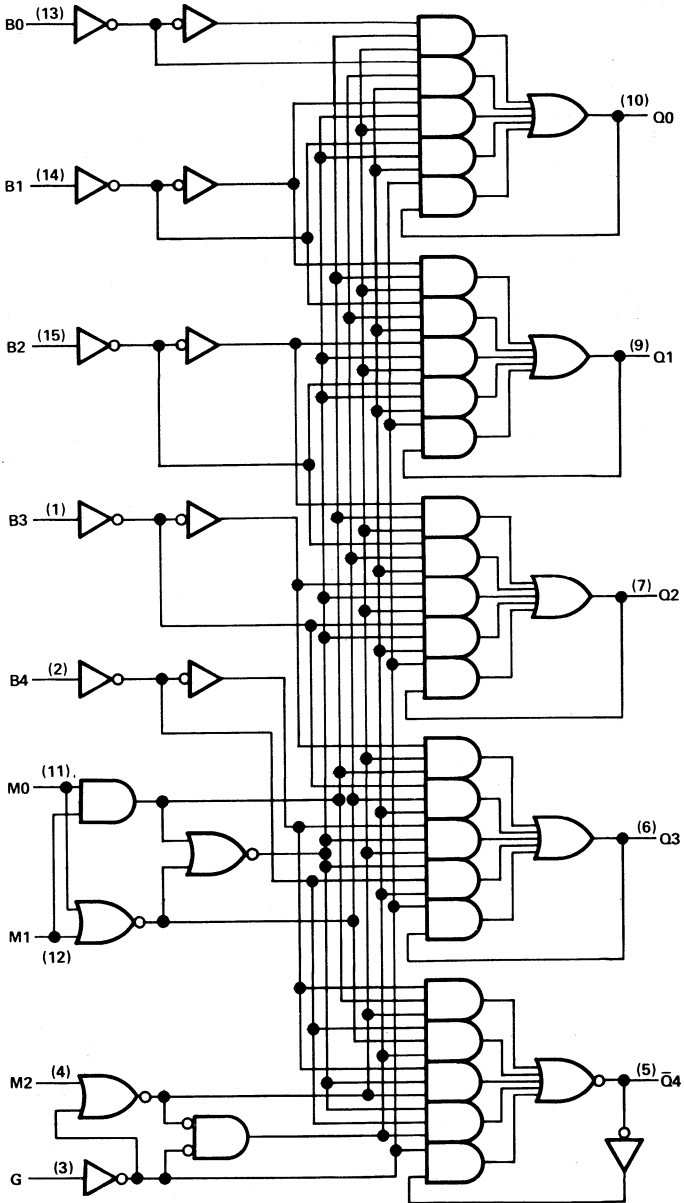 B0 (13)
(10) Q0
B1 (14)
B2 (15)
(9) Q1
B3 (1)
(7) Q2
B4 (2)
M0 (11)
(6) Q3
M1 (12)
M2 (4)
(5) Q̅4
G (3)